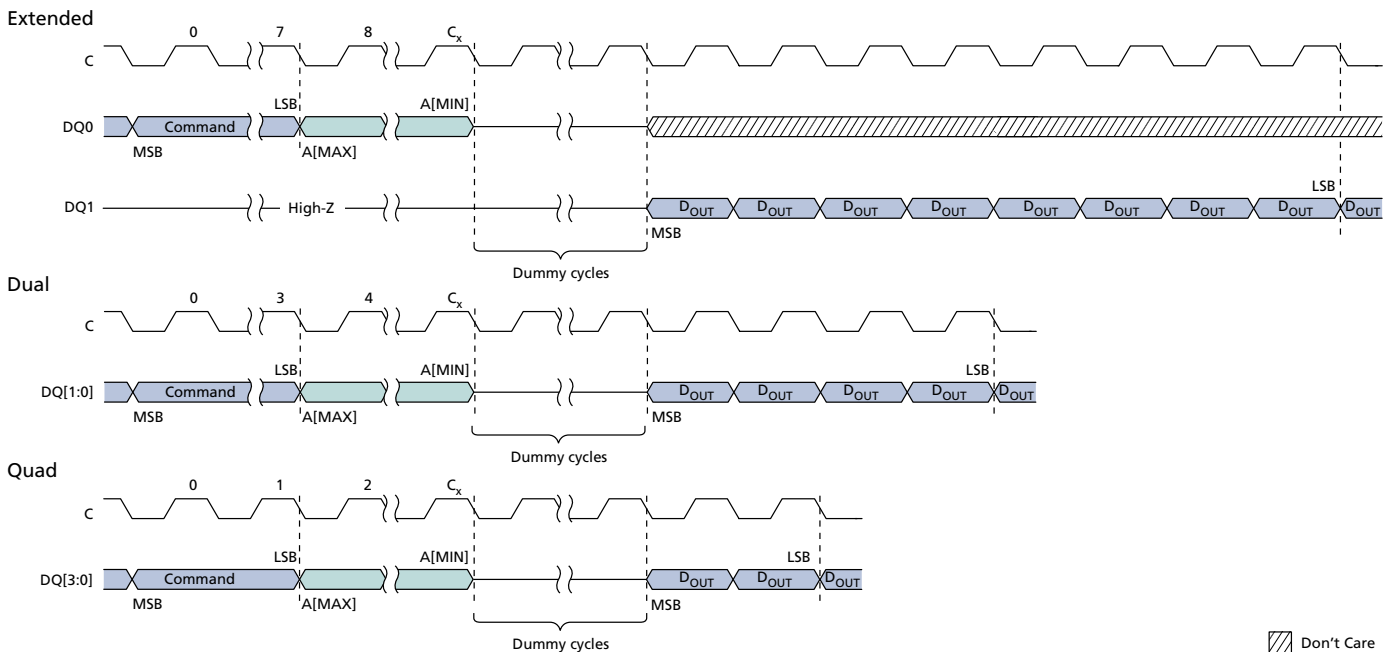 Extended
0 7 8 Cx
C
LSB A[MIN]
DQ0 Command
MSB A[MAX]
LSB
DQ1 High-Z DOUT DOUT DOUT DOUT DOUT DOUT DOUT DOUT DOUT
MSB
Dummy cycles
Dual
0 3 4 Cx
C
LSB A[MIN] LSB
DQ[1:0] Command DOUT DOUT DOUT DOUT DOUT
MSB A[MAX] MSB
Dummy cycles
Quad
0 1 2 Cx
C
LSB A[MIN] LSB
DQ[3:0] Command DOUT DOUT DOUT
MSB A[MAX] MSB
Dummy cycles
Don't Care